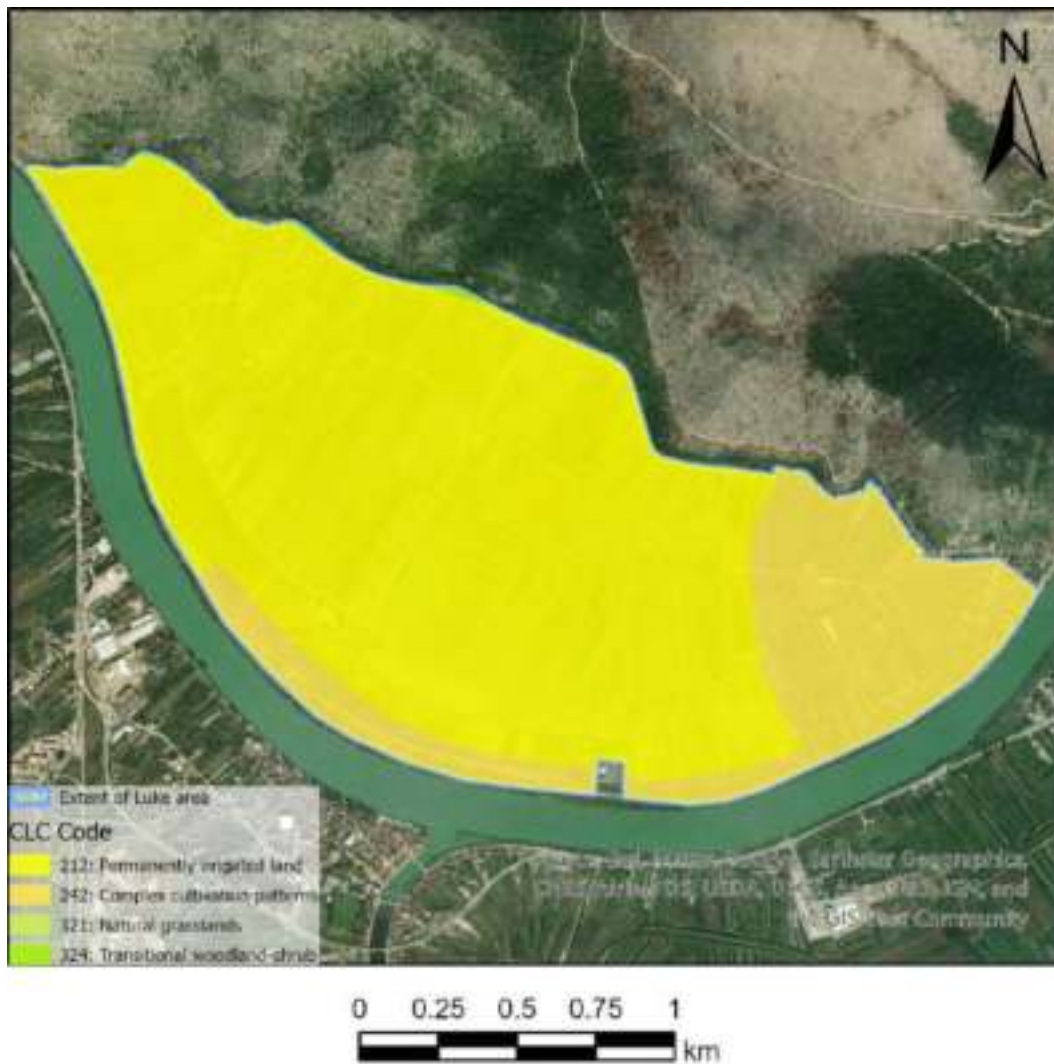 N
Extent of Luke area
CLC Code
212: Permanently irrigated land
242: Complex cultivation patterns
321: Natural grasslands
324: Transitional woodland-shrub
Earthstar Geographics,
USDA, and
GIS User Community
0 0.25 0.5 0.75 1
km